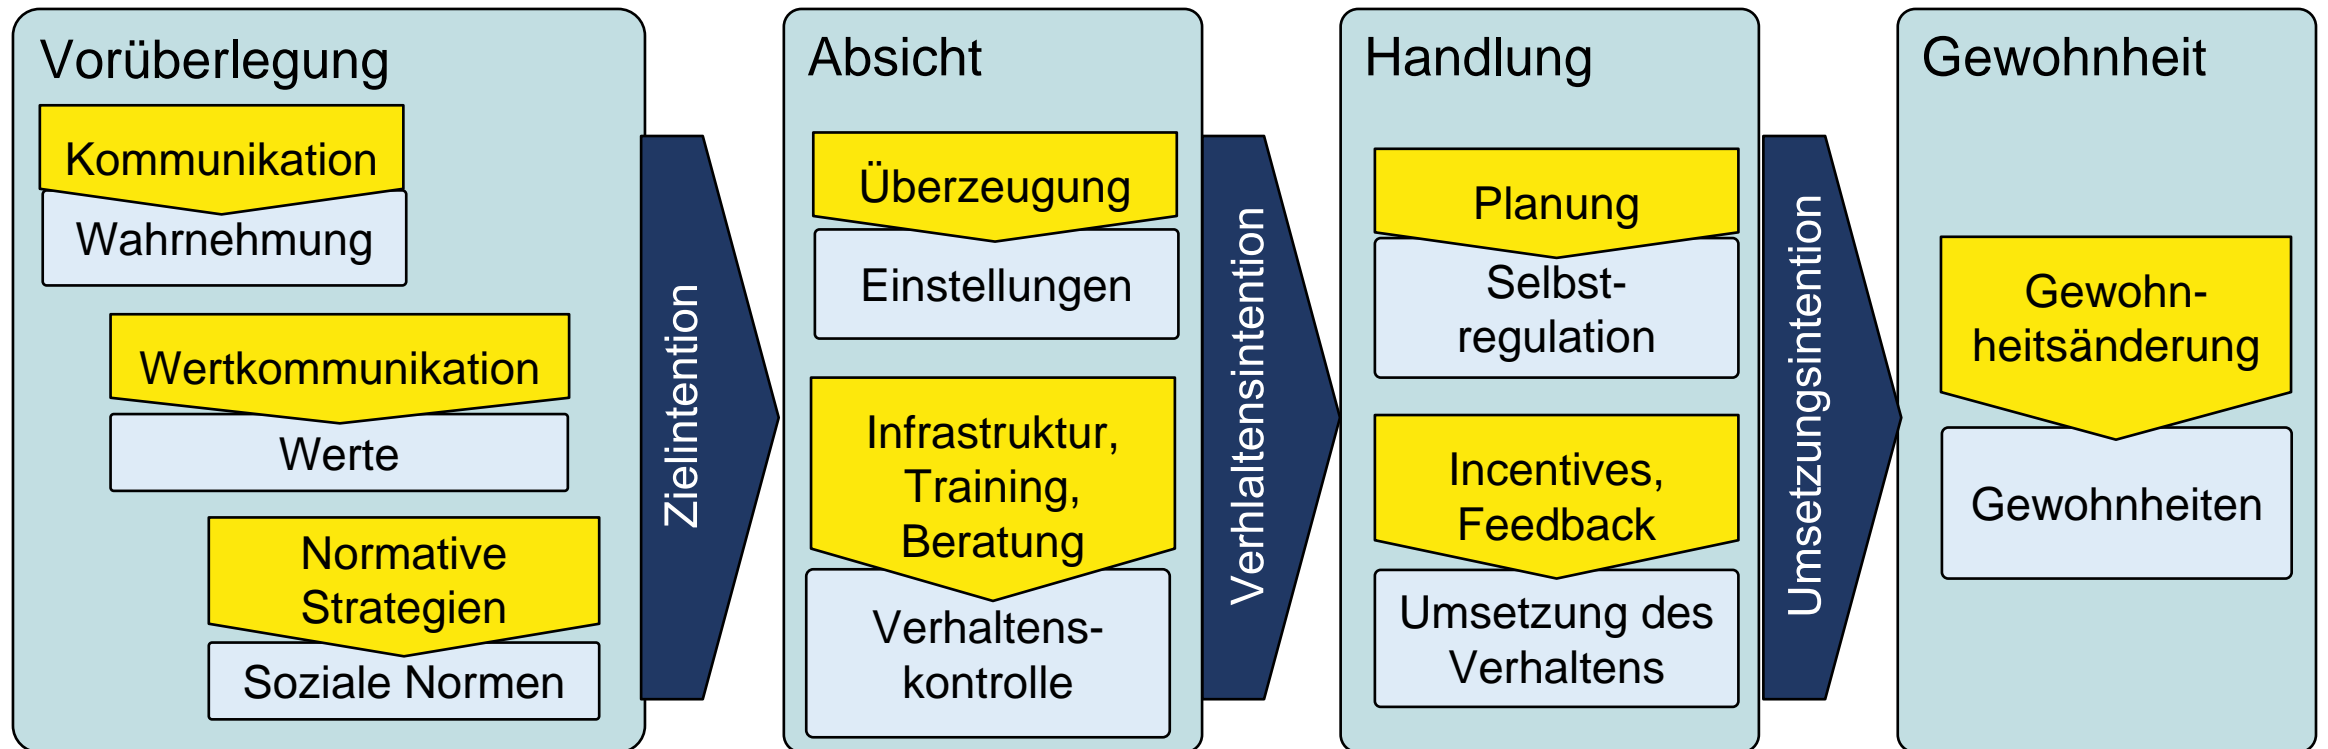 Vorüberlegung
Kommunikation
Wahrnehmung
Wertkommunikation
Werte
Normative
Strategien
Soziale Normen
Zielintention
Absicht
Überzeugung
Einstellungen
Infrastruktur,
Training,
Beratung
Verhaltens-
kontrolle
Verhlaltensintention
Handlung
Planung
Selbst-
regulation
Incentives,
Feedback
Umsetzung des
Verhaltens
Umsetzungsintention
Gewohnheit
Gewohn-
heitsänderung
Gewohnheiten